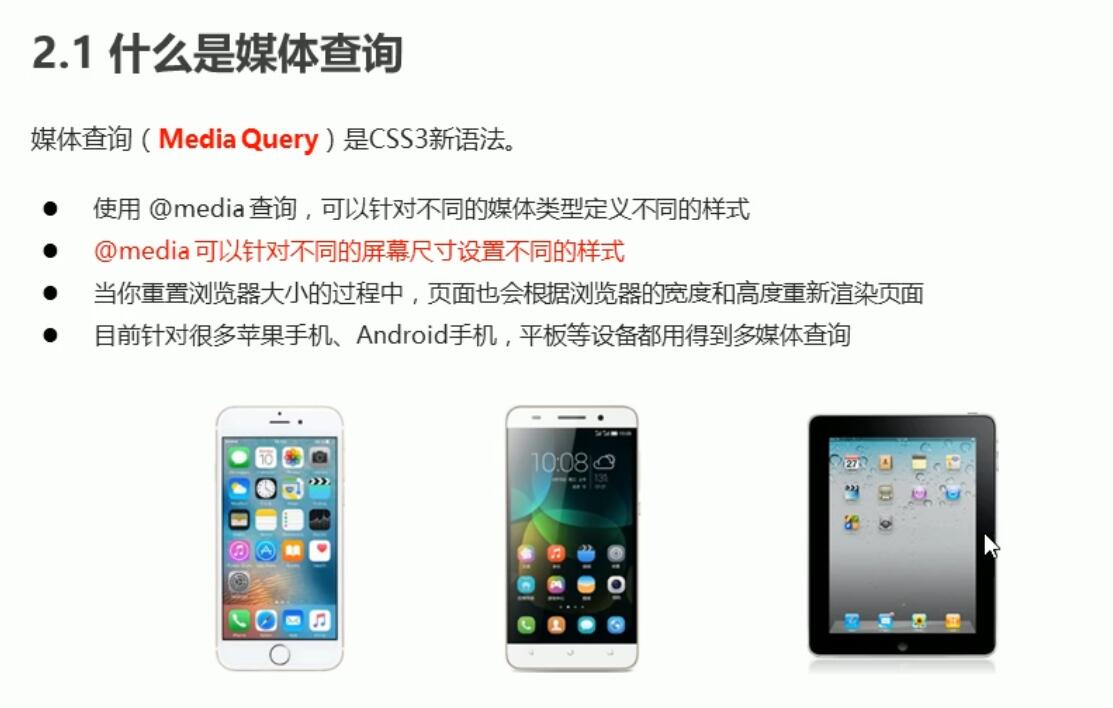 2.1 什么是媒体查询
媒体查询（Media Query）是CSS3新语法。
使用 @media 查询，可以针对不同的媒体类型定义不同的样式
@media 可以针对不同的屏幕尺寸设置不同的样式
当你重置浏览器大小的过程中，页面也会根据浏览器的宽度和高度重新渲染页面
目前针对很多苹果手机、Android手机，平板等设备都用得到多媒体查询
10
10:08
27